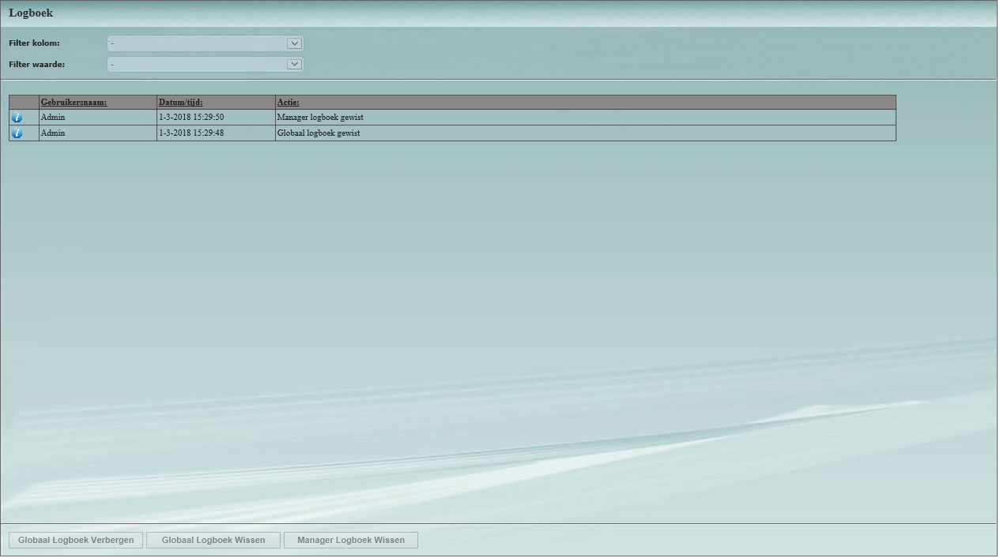 Logboek
Filter kolom: -
Filter waarde: -
Gebruikersnaam: Datum/tijd: Actie:
Admin 1-3-2018 15:29:50 Manager logboek gewist
Admin 1-3-2018 15:29:48 Globaal logboek gewist
Globaal Logboek Verbergen Globaal Logboek Wissen Manager Logboek Wissen